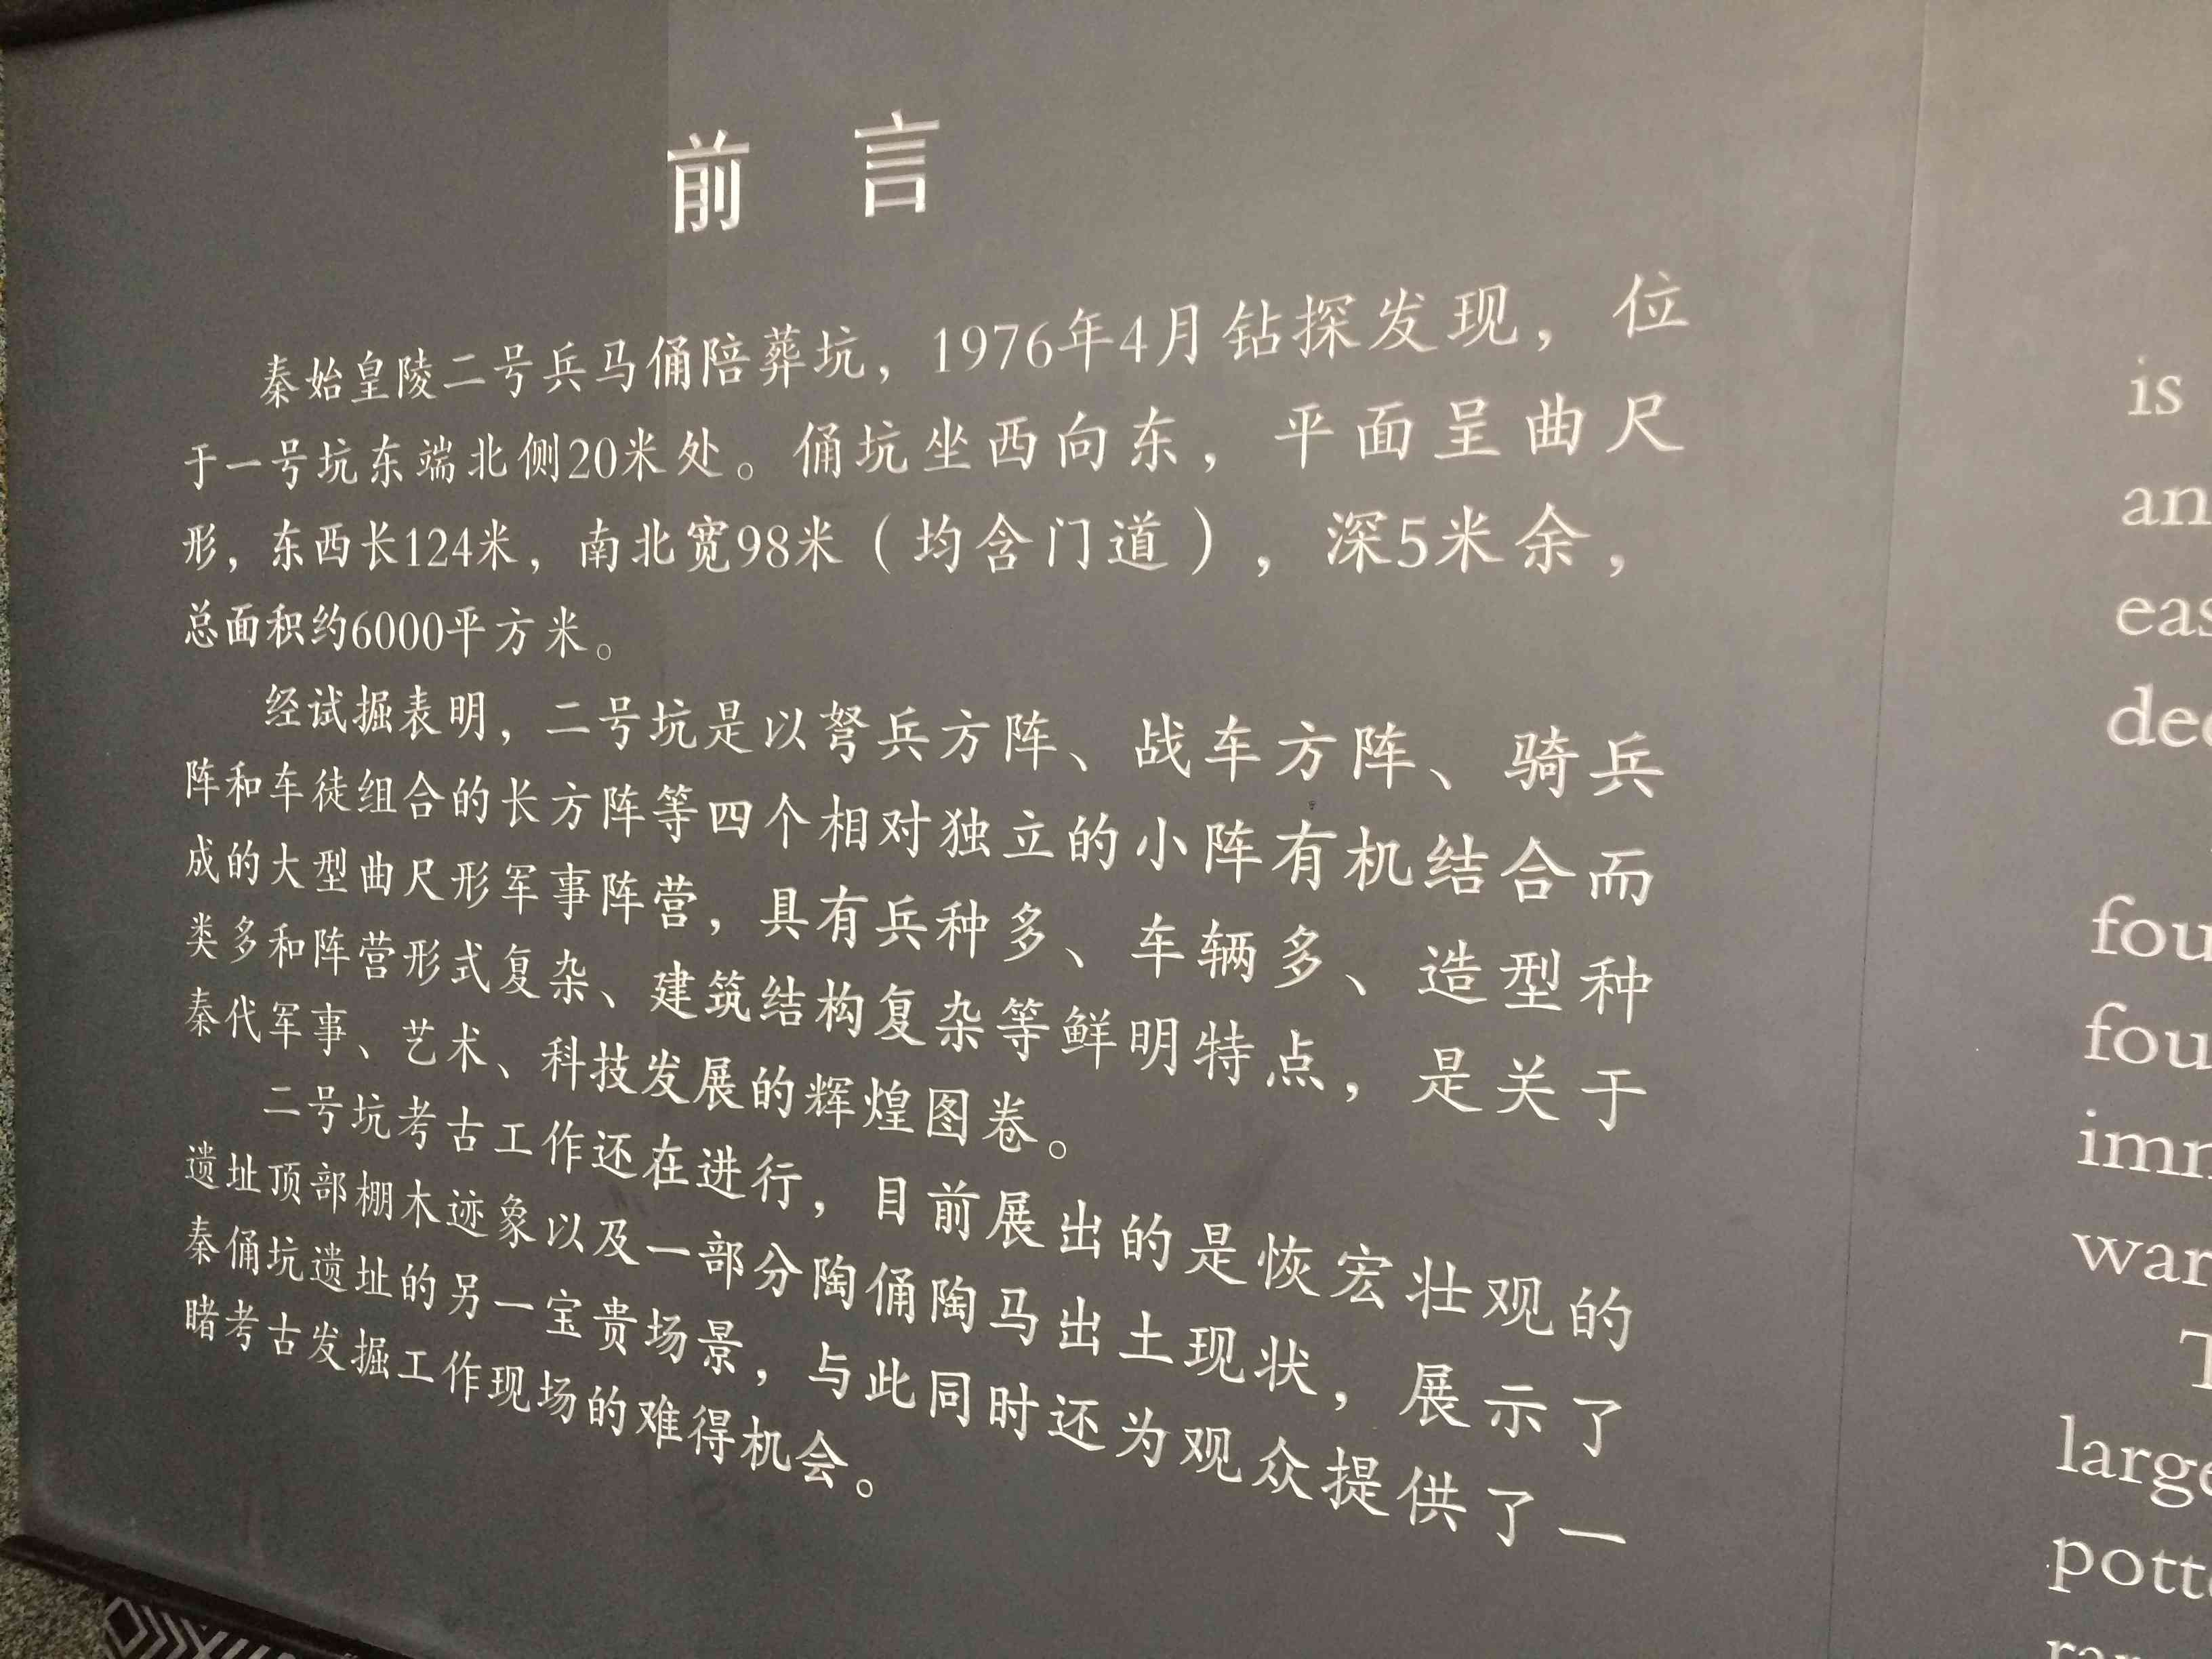 前言
秦始皇陵二号兵马俑陪葬坑，1976年4月钻探发现，位
于一号坑东端北侧20米处。俑坑坐西向东，平面呈曲尺
形，东西长124米，南北宽98米（均含门道），深5米余，
总面积约6000平方米。
经试掘表明，二号坑是以弩兵方阵、战车方阵、骑兵
阵和车徒组合的长方阵等四个相对独立的小阵有机结合而
成的大型曲尺形军事阵营，具有兵种多、车辆多、造型种
类多和阵营形式复杂、建筑结构复杂等鲜明特点，是关于
秦代军事、艺术、科技发展的辉煌图卷。
二号坑考古工作还在进行，目前展出的是恢宏壮观的
遗址顶部棚木迹象以及一部分陶俑陶马出土现状，展示了
秦俑坑遗址的另一宝贵场景，与此同时还为观众提供了一
睹考古发掘工作现场的难得机会。
is
an
eas
dee
fou
fou
imm
war
T
large
potte